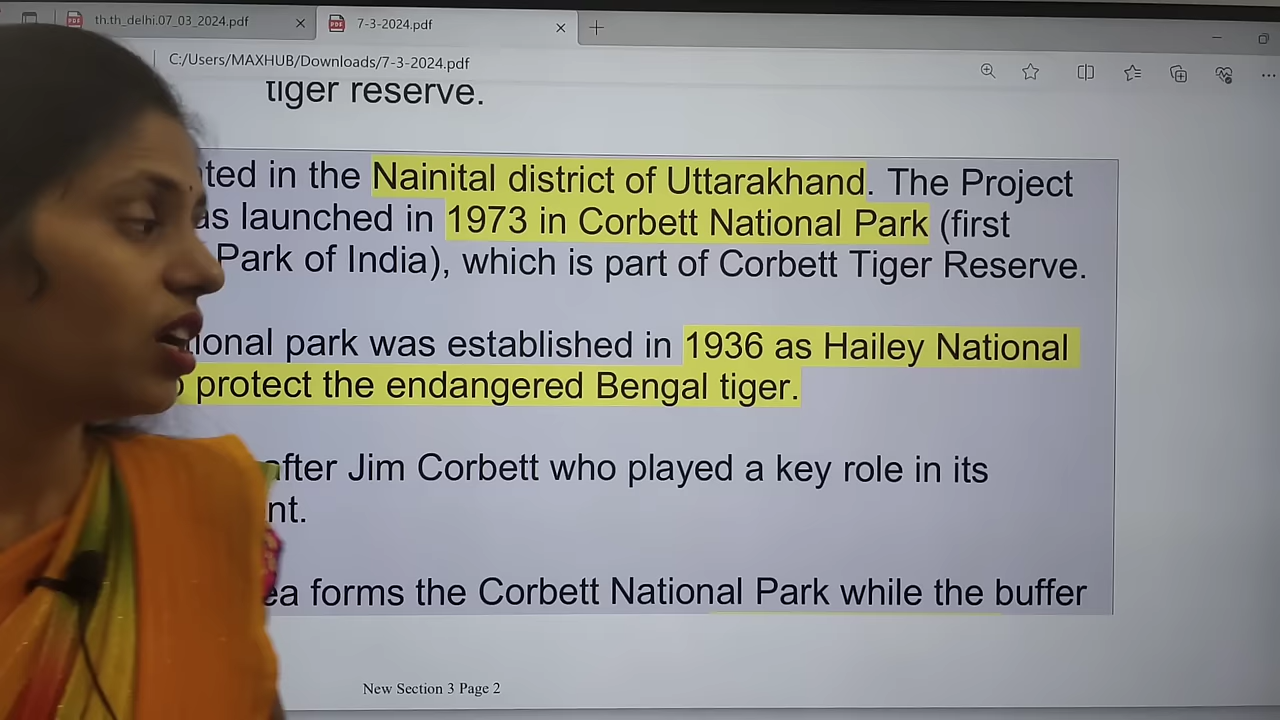 th.th_delhi.07_03_2024.pdf
7-3-2024.pdf
C:/Users/MAXHUB/Downloads/7-3-2024.pdf
tiger reserve.
ted in the Nainital district of Uttarakhand. The Project
as launched in 1973 in Corbett National Park (first
Park of India), which is part of Corbett Tiger Reserve.
ional park was established in 1936 as Hailey National
protect the endangered Bengal tiger.
after Jim Corbett who played a key role in its
nt.
ea forms the Corbett National Park while the buffer
New Section 3 Page 2